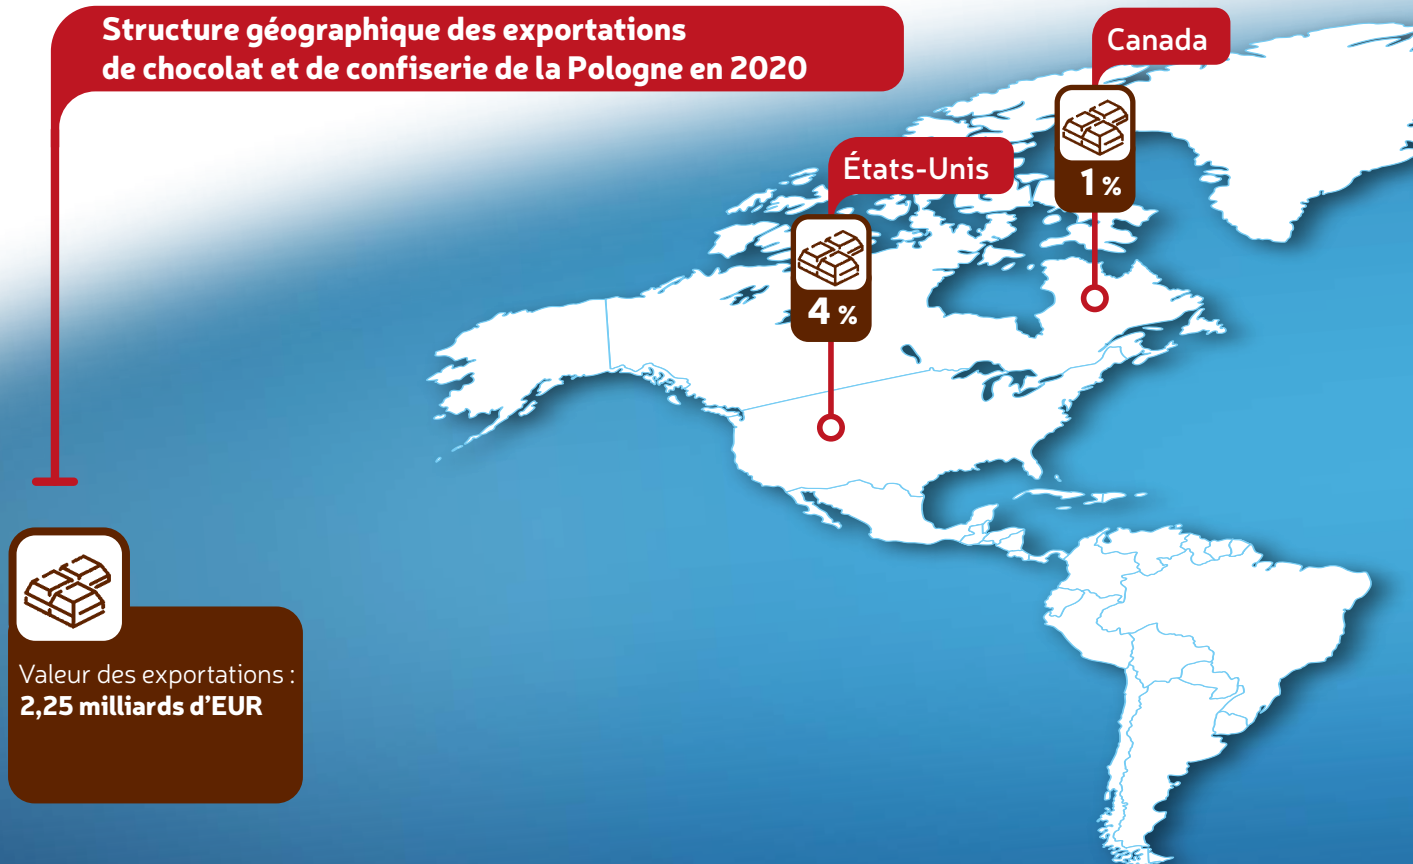 Structure géographique des exportations
de chocolat et de confiserie de la Pologne en 2020
Canada
1 %
États-Unis
4 %
Valeur des exportations :
2,25 milliards d’EUR